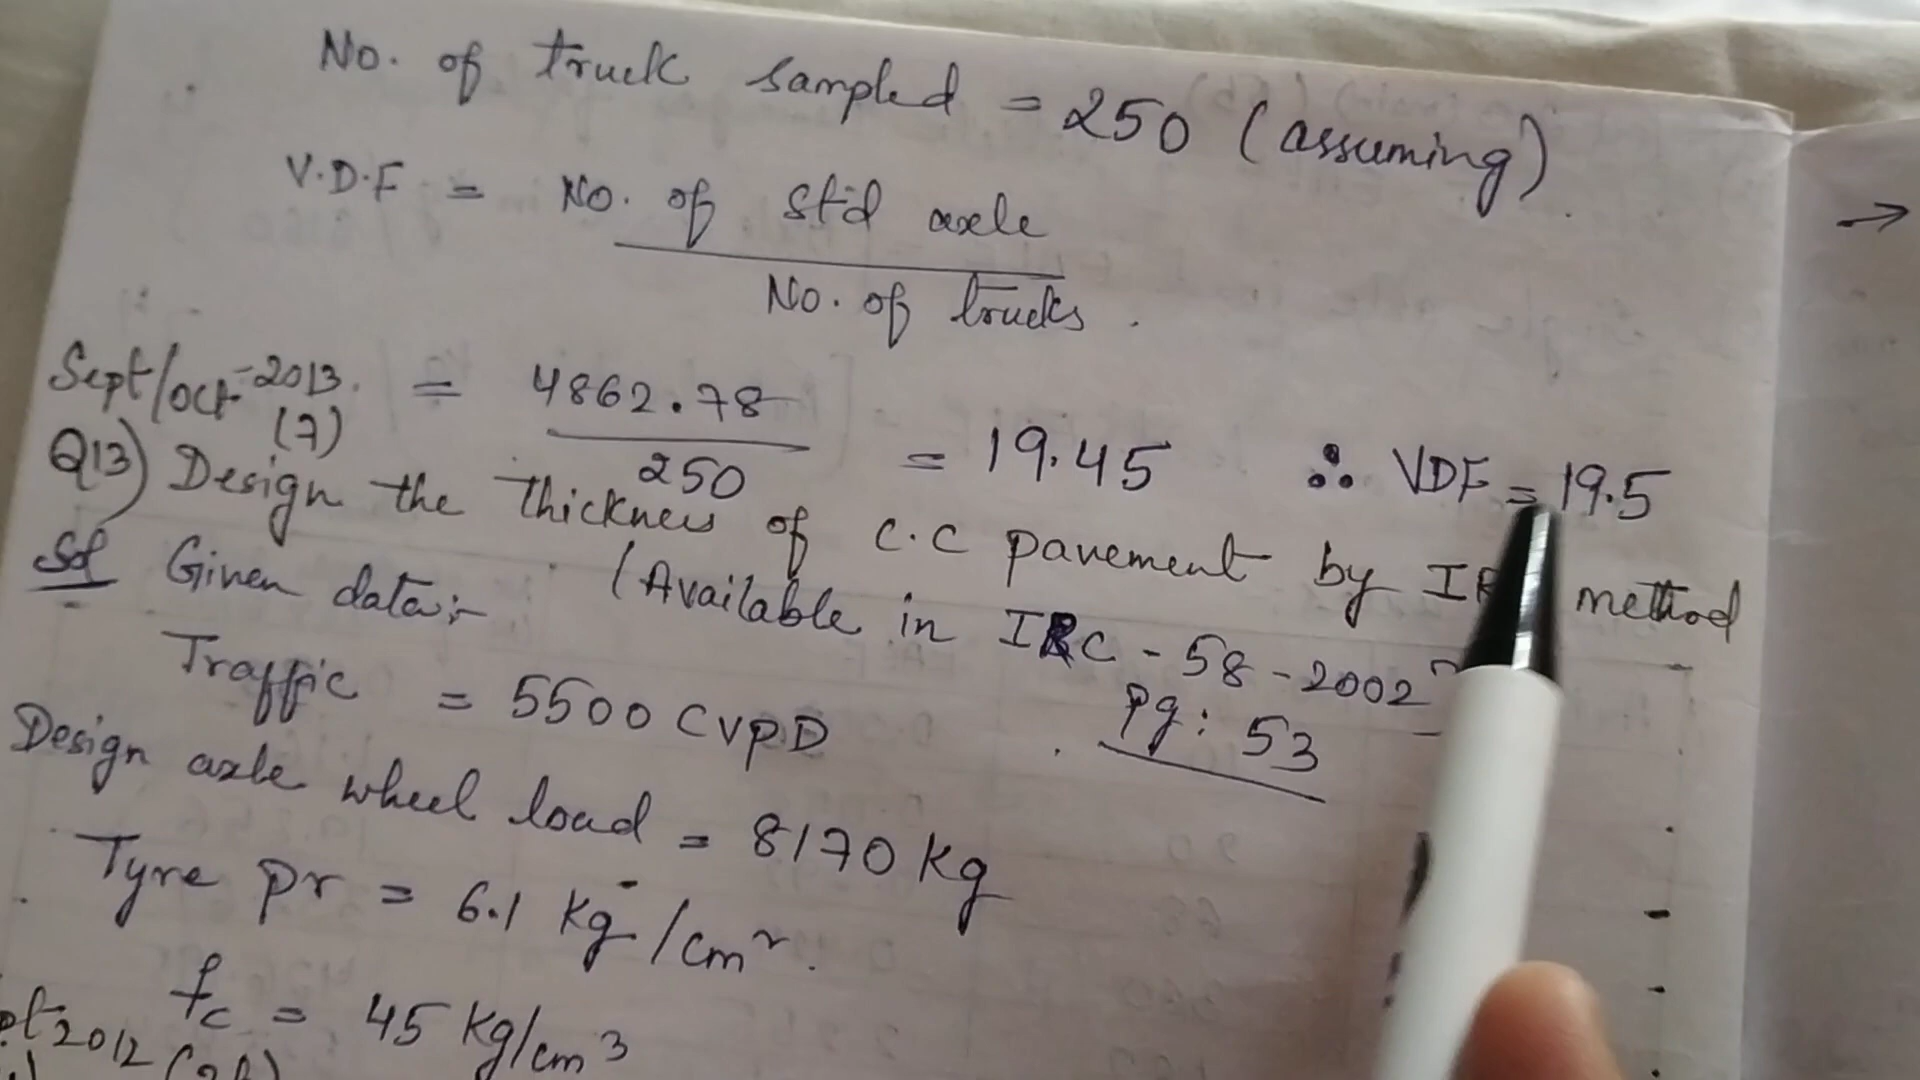 No. of truck sampled = 250 (assuming)
V.D.F = No. of Std axle
No. of trucks.
Sept/Oct-2013. = 4862.78
(7)
250
= 19.45 ∴ VDF = 19.5
Q13) Design the thickness of C.C pavement by method
Sol Given data:- (Available in IRC - 58 - 2002
Pg: 53
Traffic = 5500 CVPD
Design axle wheel load = 8170 Kg
Tyre pr = 6.1 Kg/cm².
fc = 45 Kg/cm3
2012